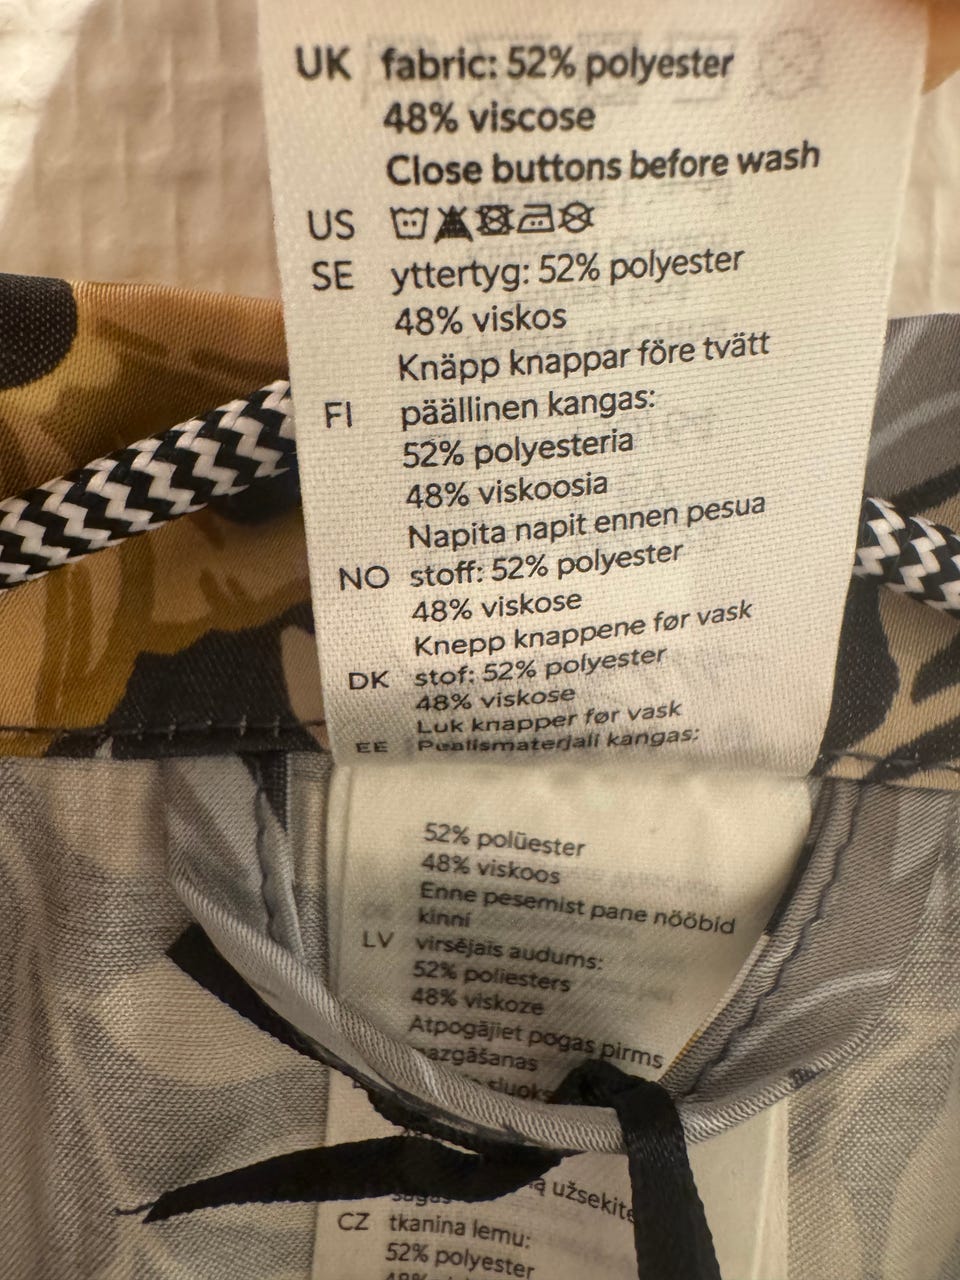 UK fabric: 52% polyester
48% viscose
Close buttons before wash
US
SE yttertyg: 52% polyester
48% viskos
Knäpp knappar före tvätt
FI päällinen kangas:
52% polyesteria
48% viskoosia
Napita napit ennen pesua
NO stoff: 52% polyester
48% viskose
Knepp knappene før vask
DK stof: 52% polyester
48% viskose
Luk knapper før vask
EE Pealismaterjali kangas:
52% polüester
48% viskoos
Enne pesemist pane nööbid
kinni
LV virsējais audums:
52% poliesters
48% viskoze
Atpogājiet pogas pirms
mazgāšanas
CZ tkanina lemu:
52% polyester